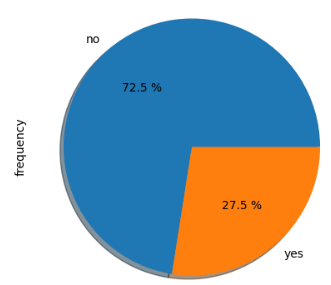 no
72.5 %
frequency
27.5 %
yes